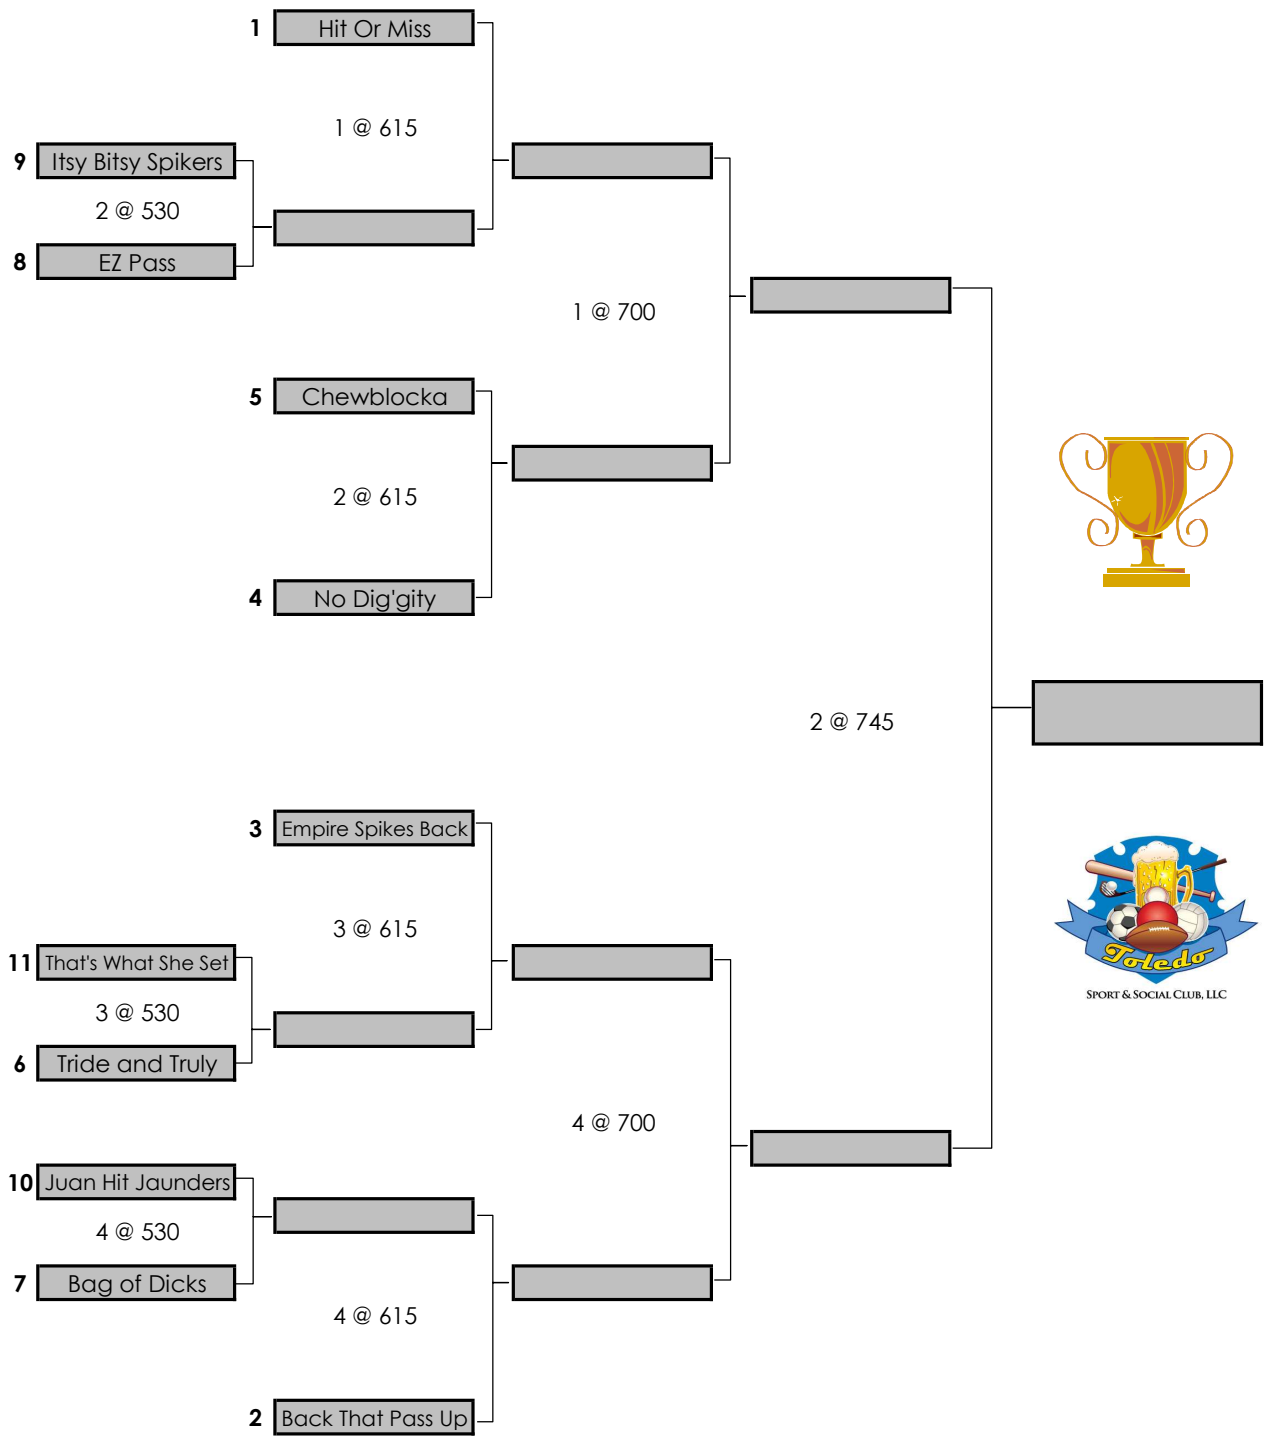 1 Hit Or Miss
1 @ 615
9 Itsy Bitsy Spikers
2 @ 530
8 EZ Pass
1 @ 700
5 Chewblocka
2 @ 615
4 No Dig'gity
2 @ 745
3 Empire Spikes Back
3 @ 615
11 That's What She Set
3 @ 530
6 Tride and Truly
4 @ 700
10 Juan Hit Jaunders
4 @ 530
7 Bag of Dicks
4 @ 615
2 Back That Pass Up
Toledo
SPORT & SOCIAL CLUB, LLC